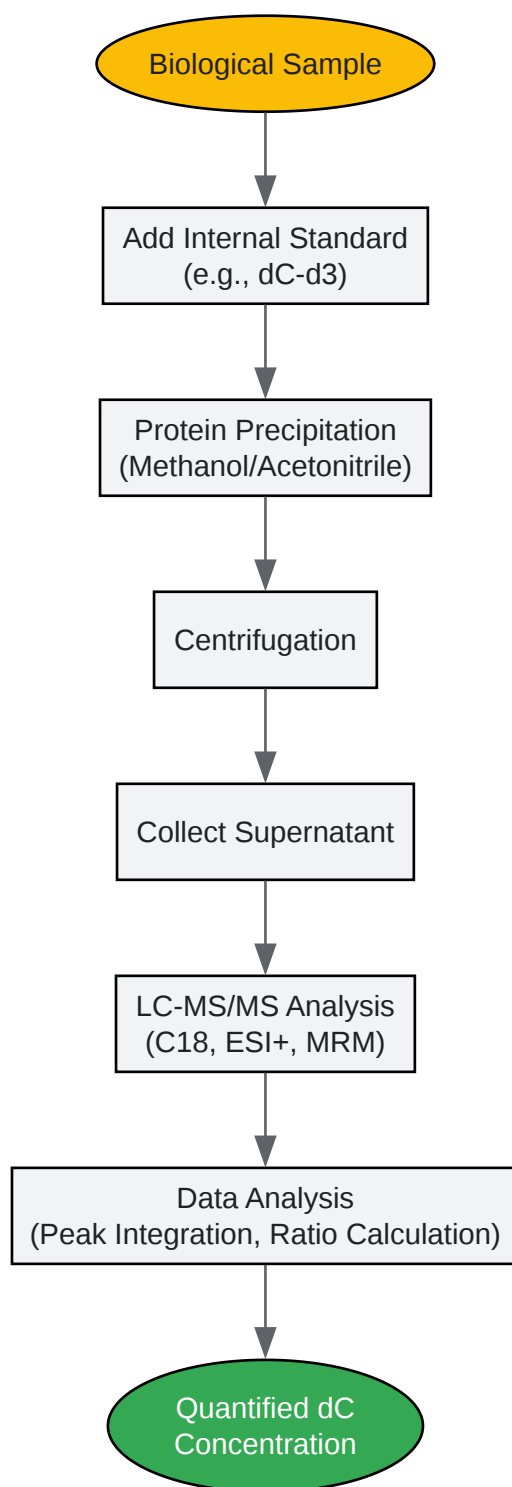 Biological Sample
Add Internal Standard
(e.g., dC-d3)
Protein Precipitation
(Methanol/Acetonitrile)
Centrifugation
Collect Supernatant
LC-MS/MS Analysis
(C18, ESI+, MRM)
Data Analysis
(Peak Integration, Ratio Calculation)
Quantified dC
Concentration